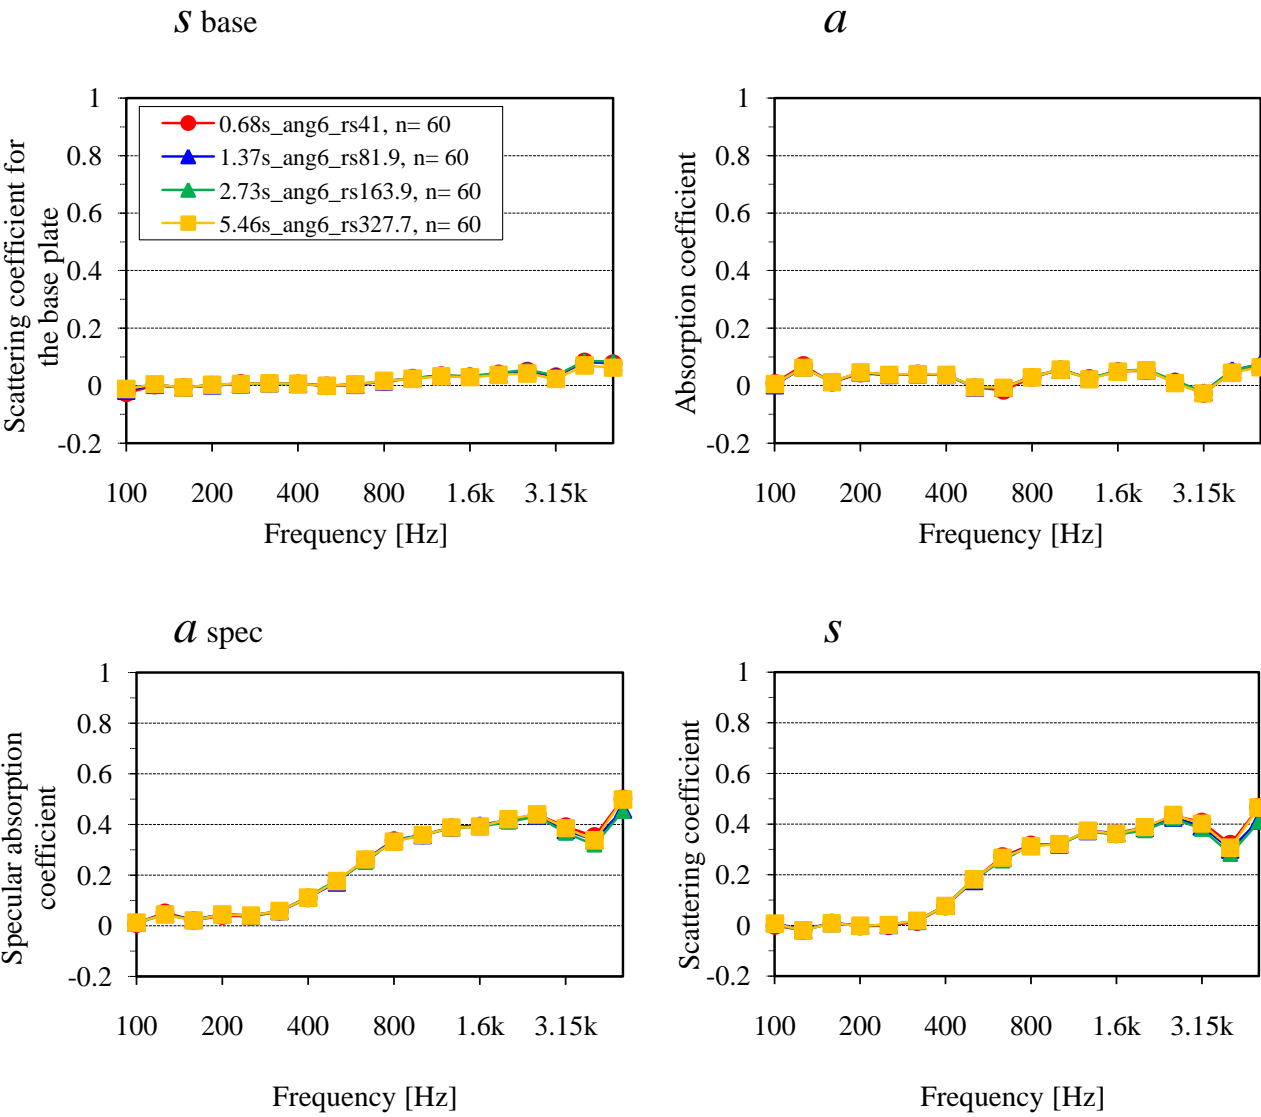 s base
a
Scattering coefficient for
the base plate
1
0.8
0.6
0.4
0.2
0
-0.2
0.68s_ang6_rs41, n= 60
1.37s_ang6_rs81.9, n= 60
2.73s_ang6_rs163.9, n= 60
5.46s_ang6_rs327.7, n= 60
100 200 400 800 1.6k 3.15k
Frequency [Hz]
Absorption coefficient
1
0.8
0.6
0.4
0.2
0
-0.2
100 200 400 800 1.6k 3.15k
Frequency [Hz]
a spec
s
Specular absorption
coefficient
1
0.8
0.6
0.4
0.2
0
-0.2
100 200 400 800 1.6k 3.15k
Frequency [Hz]
Scattering coefficient
1
0.8
0.6
0.4
0.2
0
-0.2
100 200 400 800 1.6k 3.15k
Frequency [Hz]